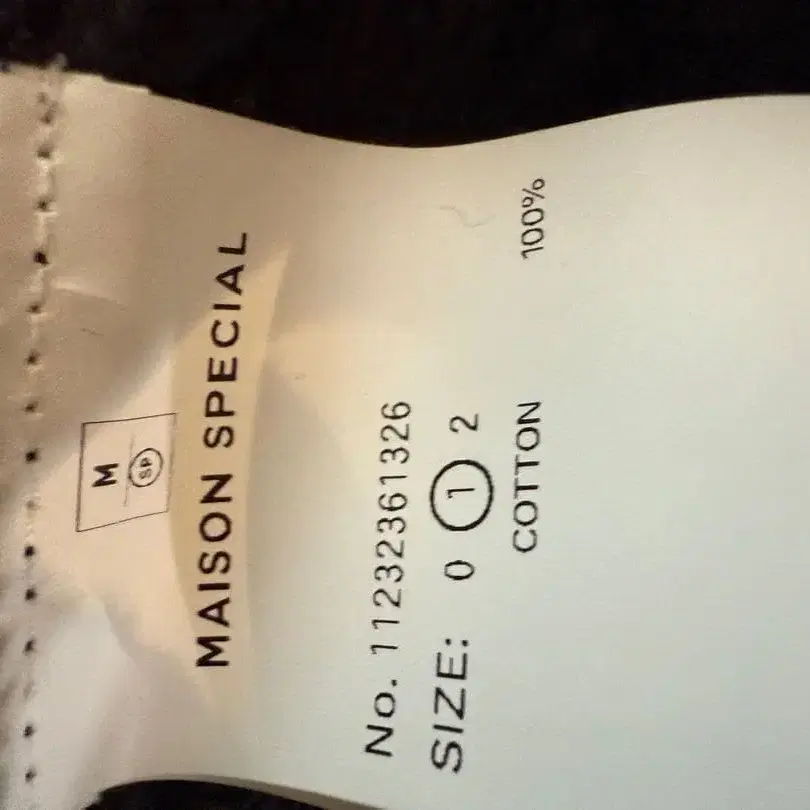 M
SP
MAISON SPECIAL
No. 11232361326
SIZE: 0 1 2
COTTON 100%